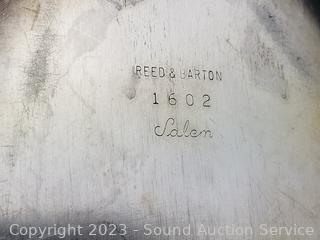 REED & BARTON
1602
Salem
Copyright 2023 - Sound Auction Service